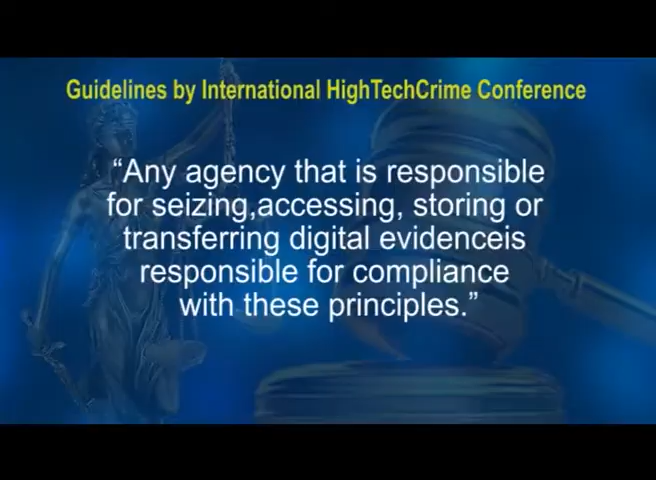 Guidelines by International HighTechCrime Conference
“Any agency that is responsible
for seizing,accessing, storing or
transferring digital evidenceis
responsible for compliance
with these principles.”